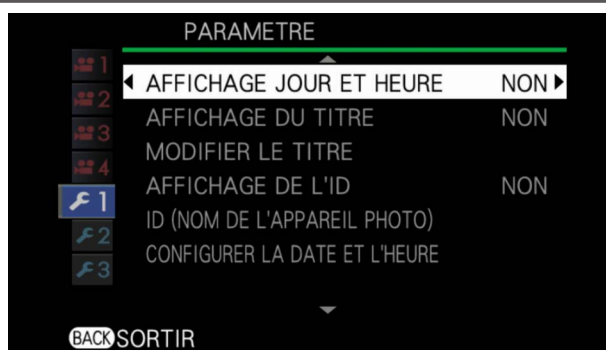 PARAMETRE
1
2
3
4
1
2
3
AFFICHAGE JOUR ET HEURE NON
AFFICHAGE DU TITRE NON
MODIFIER LE TITRE
AFFICHAGE DE L'ID NON
ID (NOM DE L'APPAREIL PHOTO)
CONFIGURER LA DATE ET L'HEURE
BACK SORTIR